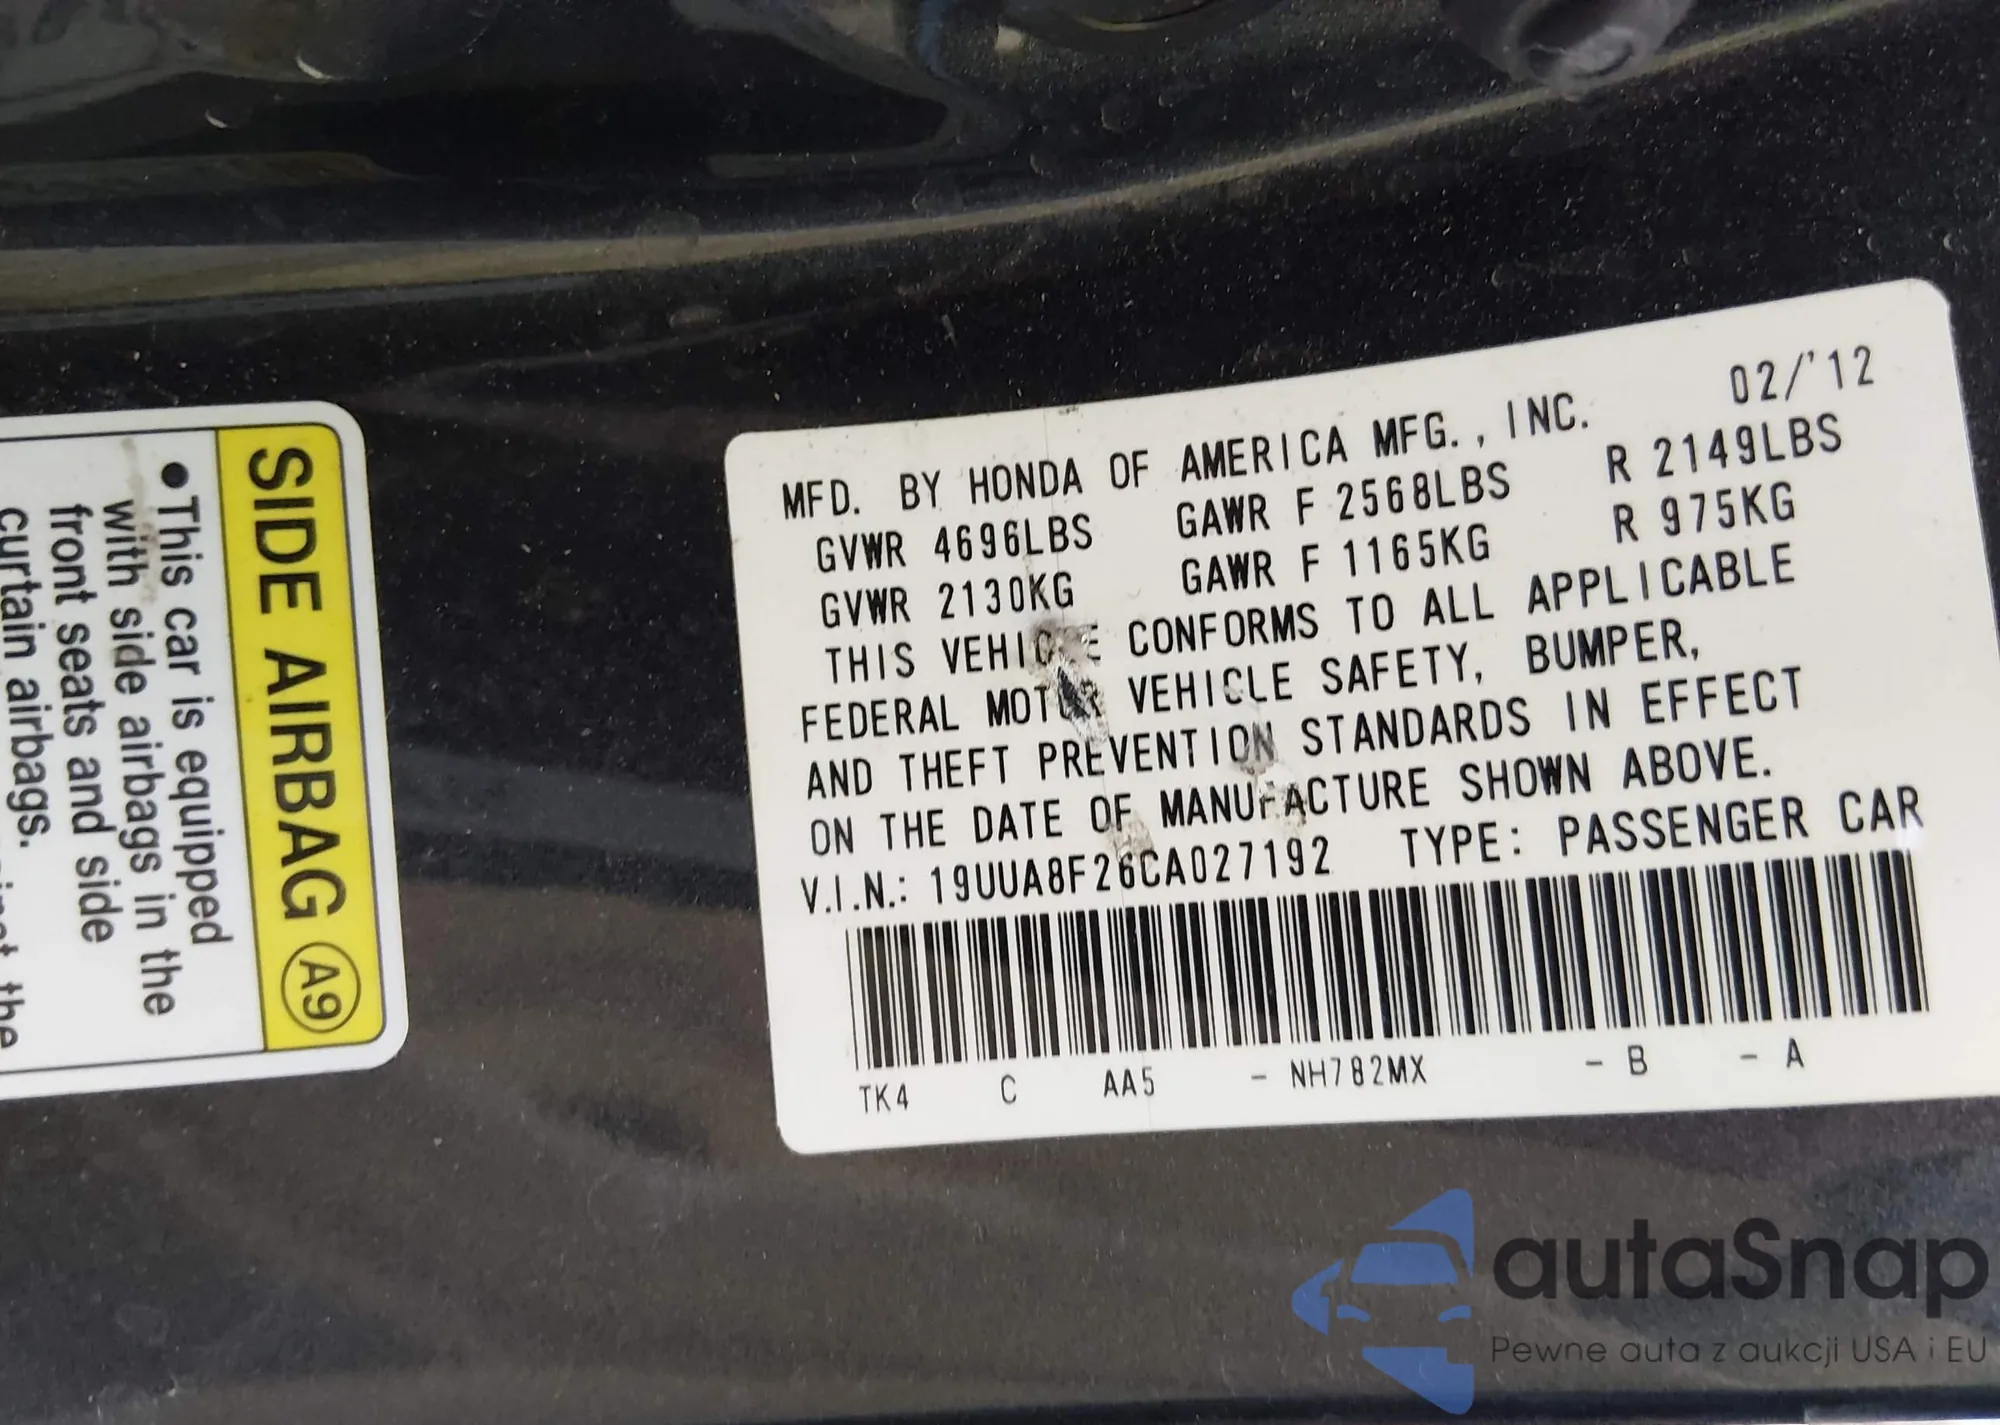 SIDE AIRBAG A9
●This car is equipped
with side airbags in the
front seats and side
curtain airbags.
the
02/'12
MFD. BY HONDA OF AMERICA MFG., INC.
GVWR 4696LBS GAWR F 2568LBS R 2149LBS
GVWR 2130KG GAWR F 1165KG R 975KG
THIS VEHICLE CONFORMS TO ALL APPLICABLE
FEDERAL MOTOR VEHICLE SAFETY, BUMPER,
AND THEFT PREVENTION STANDARDS IN EFFECT
ON THE DATE OF MANUFACTURE SHOWN ABOVE.
V.I.N.: 19UUA8F26CA027192 TYPE: PASSENGER CAR
TK4 C AA5 - NH782MX - B - A
autaSnap
Pewne auta z aukcji USA i EU